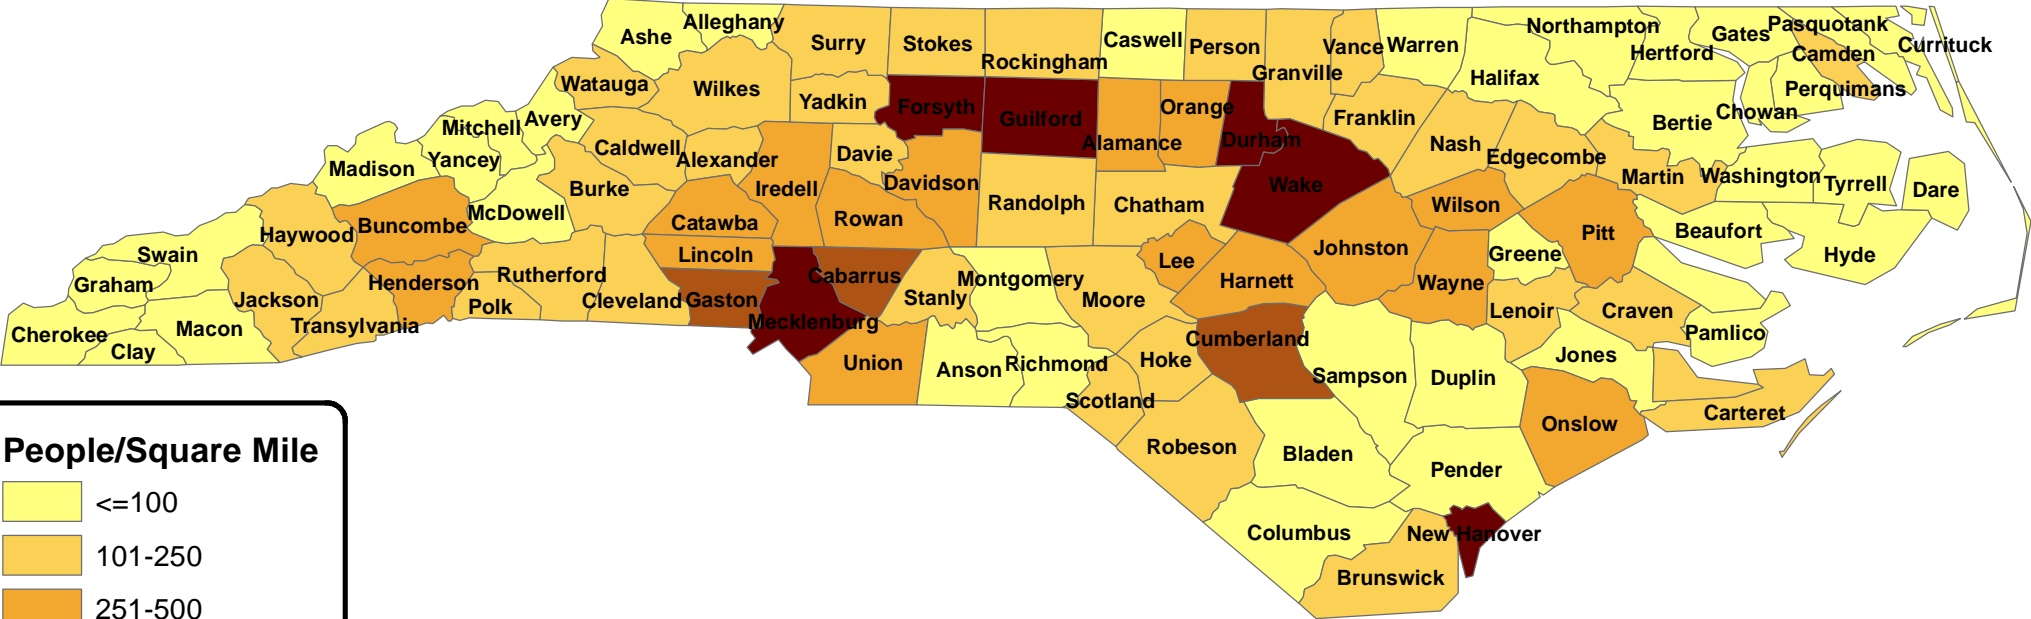 Ashe
Alleghany
Surry
Stokes
Rockingham
Caswell
Person
Granville
Vance
Warren
Northampton
Hertford
Gates
Pasquotank
Camden
Currituck
Watauga
Wilkes
Yadkin
Forsyth
Guilford
Alamance
Orange
Durham
Franklin
Halifax
Bertie
Chowan
Perquimans
Mitchell
Avery
Yancey
Madison
Caldwell
Alexander
Davie
Iredell
Davidson
Randolph
Chatham
Wake
Nash
Edgecombe
Martin
Washington
Tyrrell
Dare
Burke
McDowell
Buncombe
Haywood
Swain
Graham
Catawba
Rowan
Lincoln
Cabarrus
Wilson
Johnston
Pitt
Beaufort
Hyde
Greene
Wayne
Lee
Harnett
Montgomery
Moore
Stanly
Gaston
Cleveland
Rutherford
Polk
Henderson
Transylvania
Jackson
Macon
Clay
Cherokee
Mecklenburg
Union
Anson
Richmond
Scotland
Hoke
Cumberland
Sampson
Duplin
Lenoir
Craven
Pamlico
Jones
Carteret
Onslow
Robeson
Bladen
Pender
Columbus
New Hanover
Brunswick
People/Square Mile
<=100
101-250
251-500